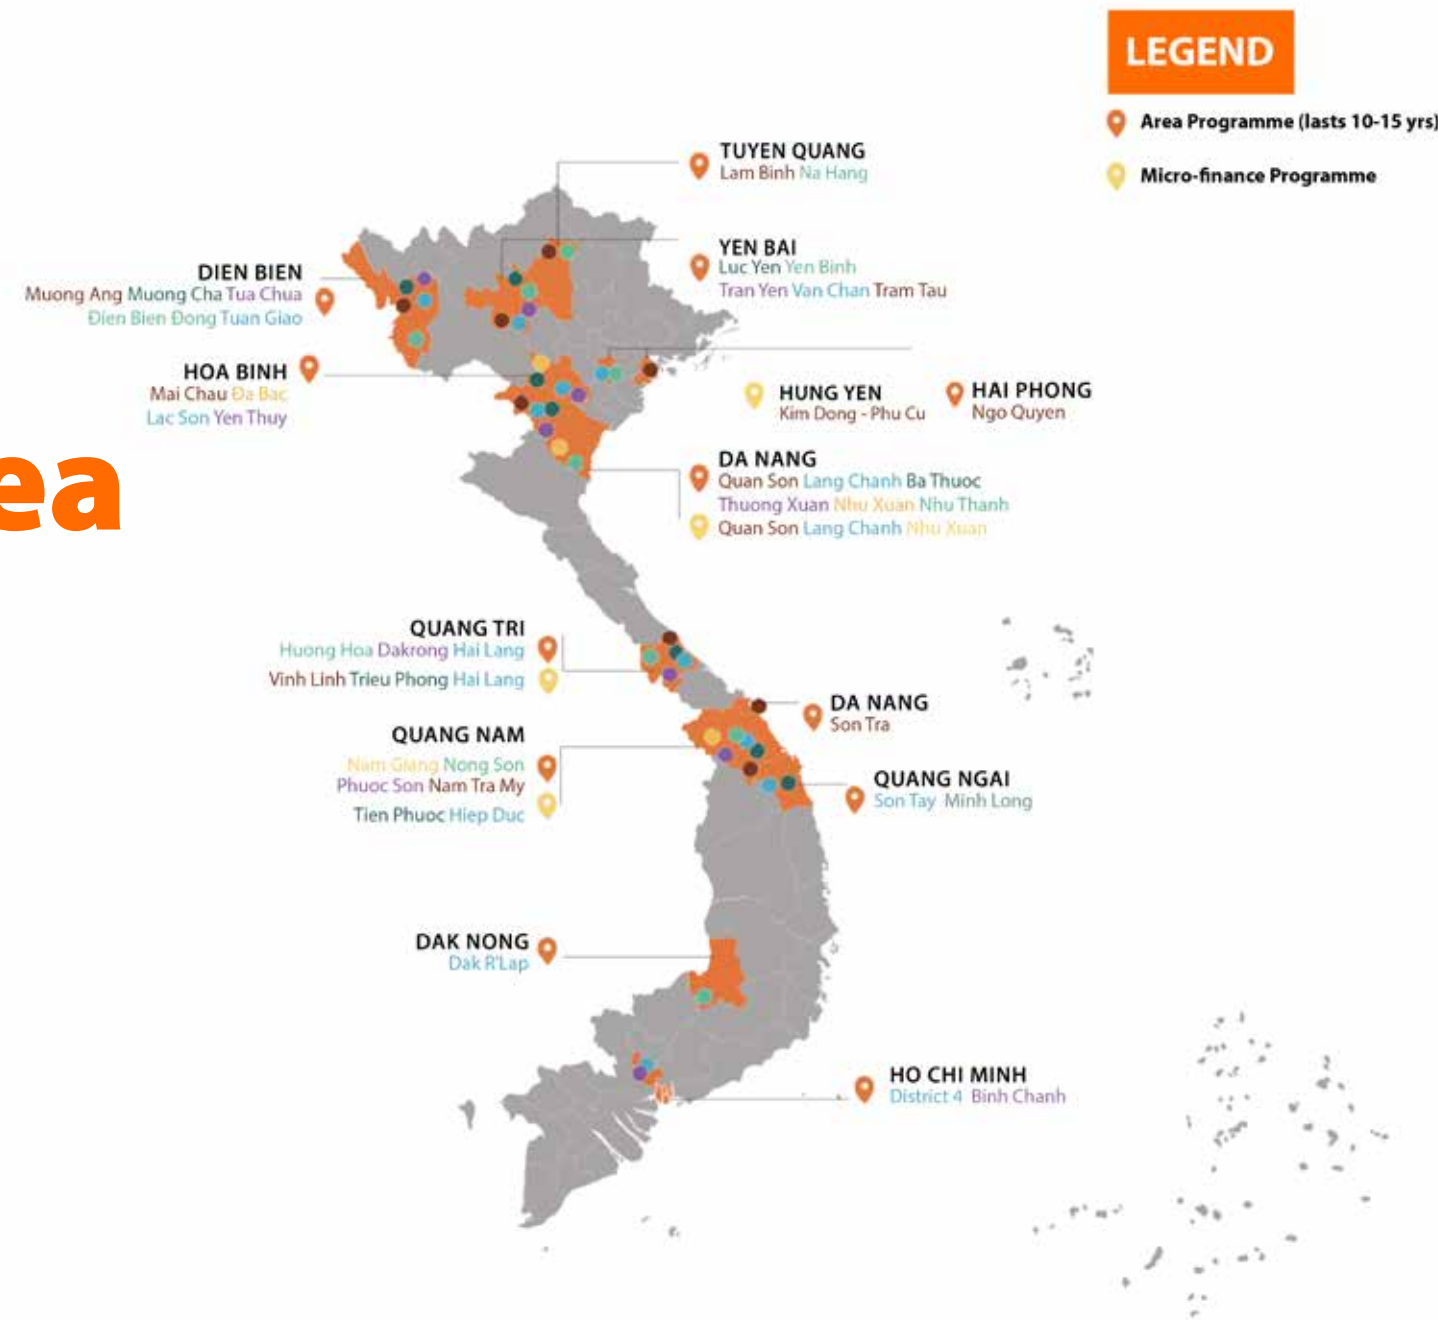 LEGEND
Area Programme (lasts 10-15 yrs)
Micro-finance Programme
TUYEN QUANG
Lam Binh Na Hang
YEN BAI
Luc Yen Yen Binh
Tran Yen Van Chan Tram Tau
DIEN BIEN
Muong Ang Muong Cha Tua Chua
Đien Bien Đong Tuan Giao
HOA BINH
Mai Chau Đa Bac
Lac Son Yen Thuy
HUNG YEN
Kim Dong - Phu Cu
HAI PHONG
Ngo Quyen
ea
DA NANG
Quan Son Lang Chanh Ba Thuoc
Thuong Xuan Nhu Xuan Nhu Thanh
Quan Son Lang Chanh Nhu Xuan
QUANG TRI
Huong Hoa Dakrong Hai Lang
Vinh Linh Trieu Phong Hai Lang
DA NANG
Son Tra
QUANG NAM
Nam Giang Nong Son
Phuoc Son Nam Tra My
Tien Phuoc Hiep Duc
QUANG NGAI
Son Tay Minh Long
DAK NONG
Dak R'Lap
HO CHI MINH
District 4 Binh Chanh